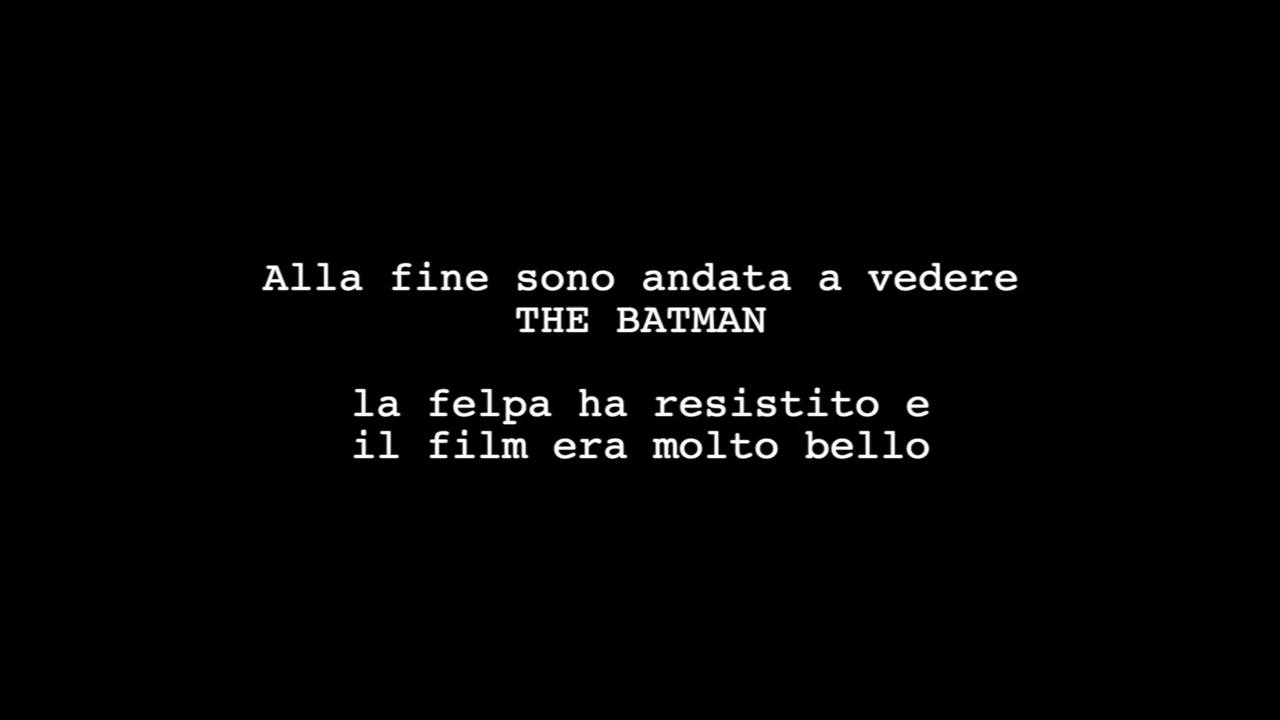 Alla fine sono andata a vedere
THE BATMAN
la felpa ha resistito e
il film era molto bello